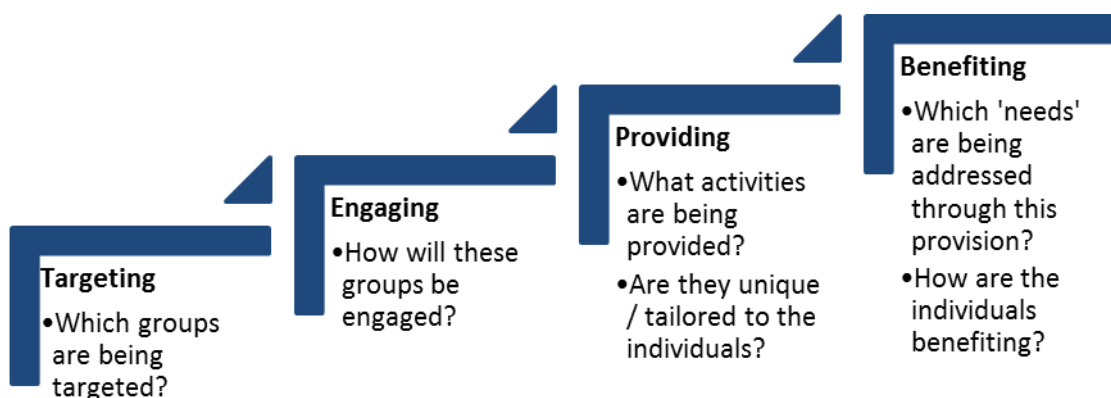 Targeting
•Which groups
are being
targeted?
Engaging
•How will these
groups be
engaged?
Providing
•What activities
are being
provided?
•Are they unique
/ tailored to the
individuals?
Benefiting
•Which 'needs'
are being
addressed
through this
provision?
•How are the
individuals
benefiting?